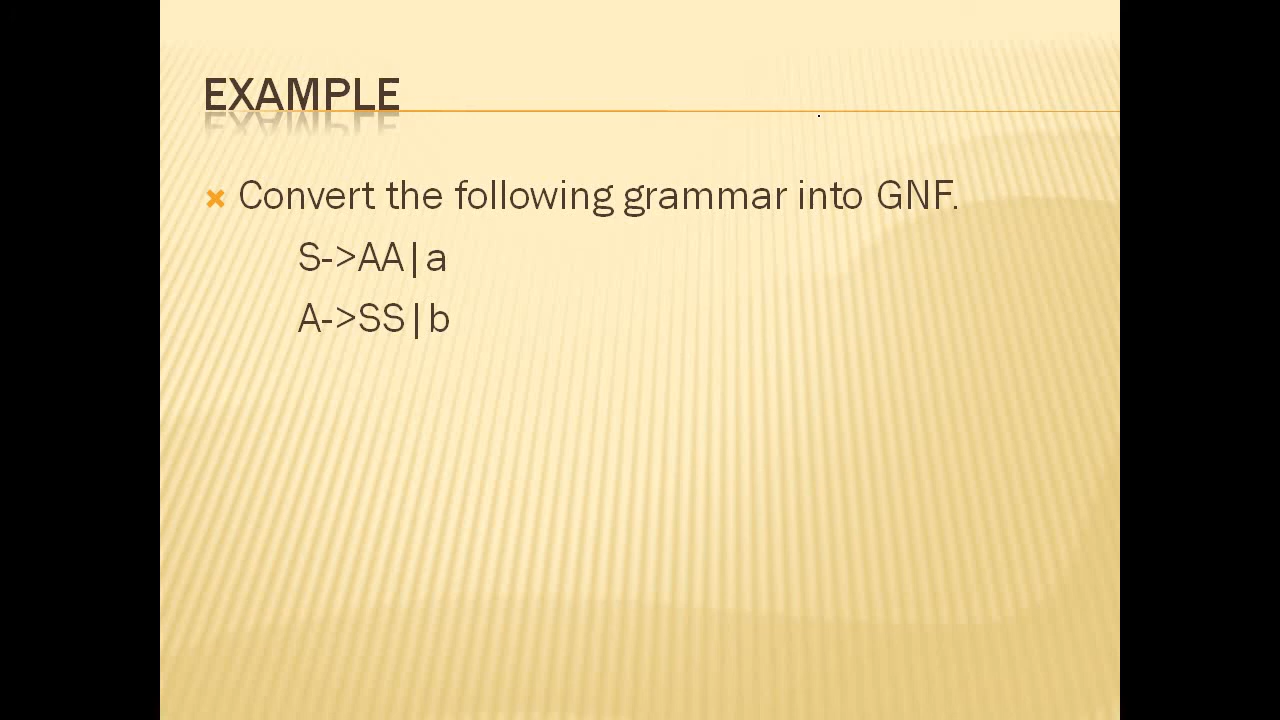 EXAMPLE
Convert the following grammar into GNF.
S->AA|a
A->SS|b